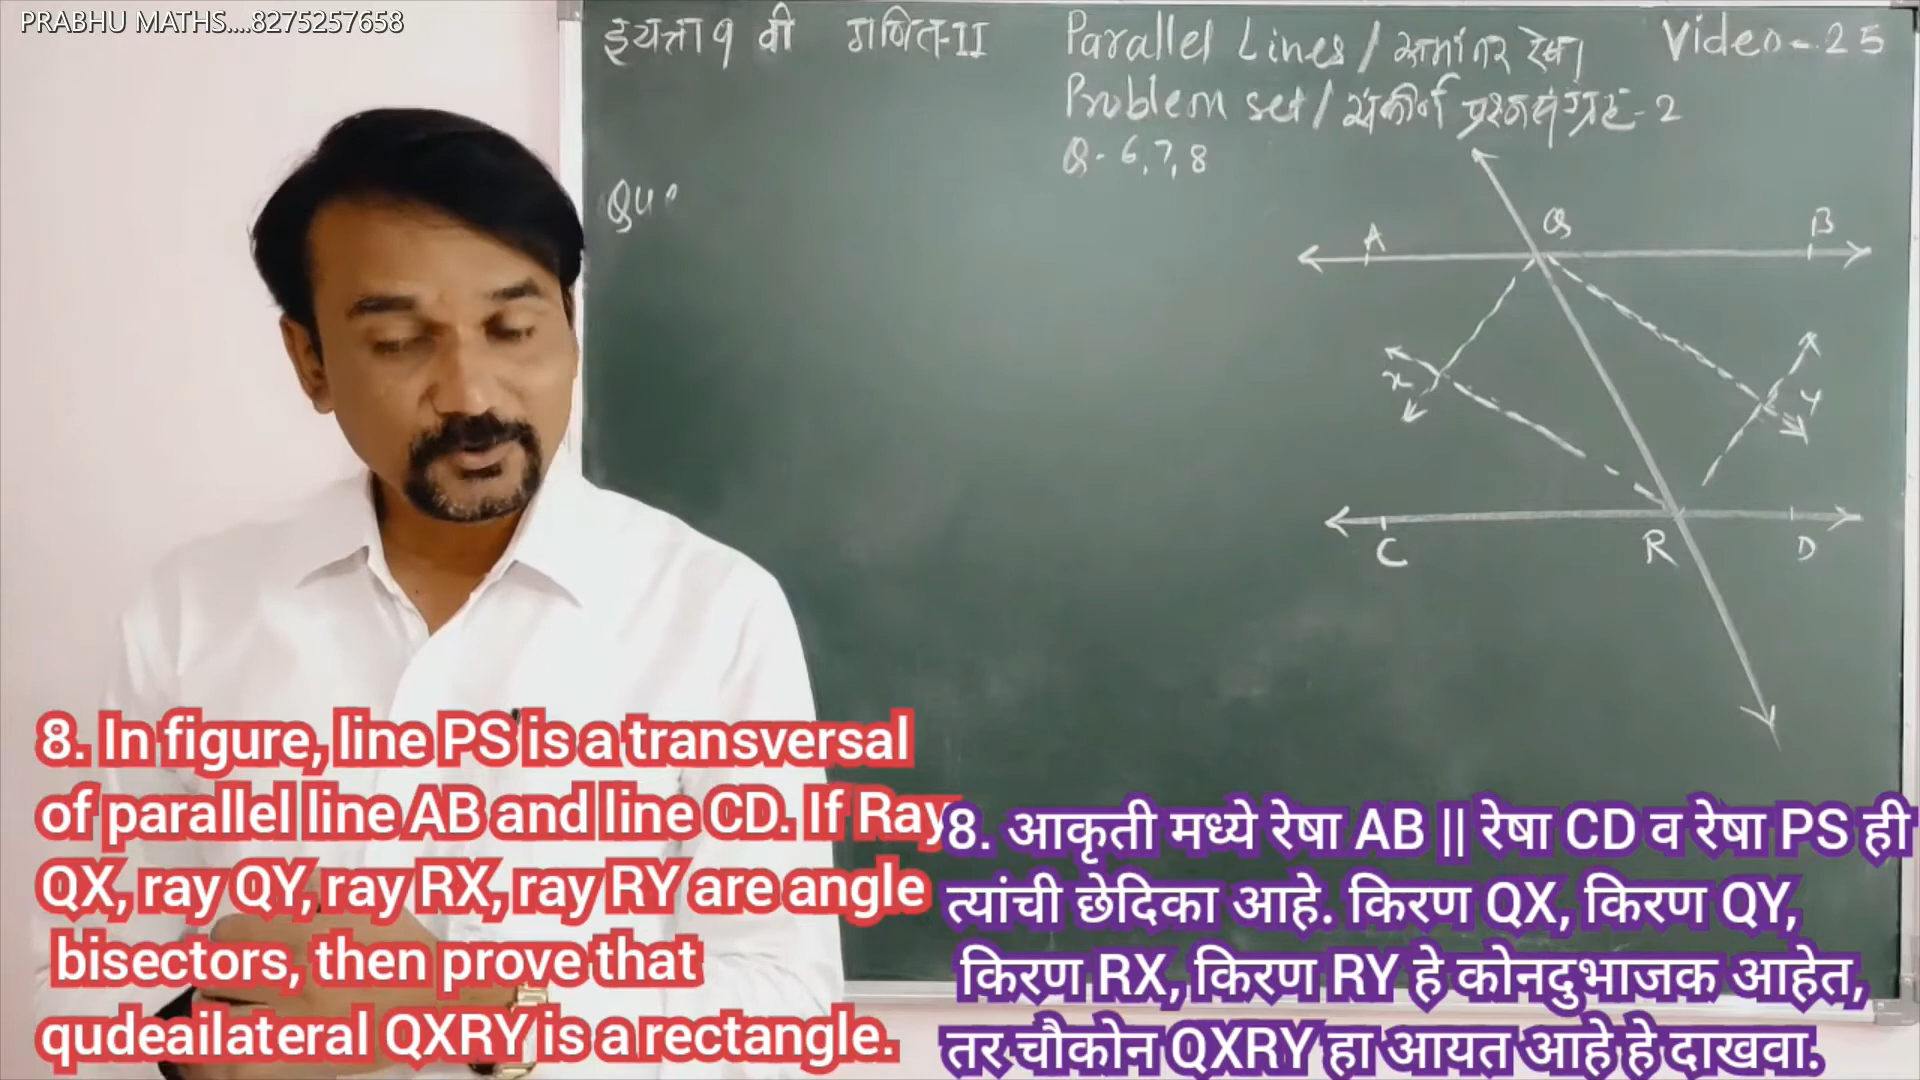 PRABHU MATHS....8275257658
इयत्ता 9 वी गणित-II Parallel Lines / समांतर रेषा Video-25
Problem set / संकीर्ण प्रश्नसंग्रह-2
Q-6,7,8
A Q B
x y
C R D
8. In figure, line PS is a transversal
of parallel line AB and line CD. If Ray
QX, ray QY, ray RX, ray RY are angle
bisectors, then prove that
qudeailateral QXRY is a rectangle.
8. आकृती मध्ये रेषा AB || रेषा CD व रेषा PS ही
त्यांची छेदिका आहे. किरण QX, किरण QY,
किरण RX, किरण RY हे कोनदुभाजक आहेत,
तर चौकोन QXRY हा आयत आहे हे दाखवा.